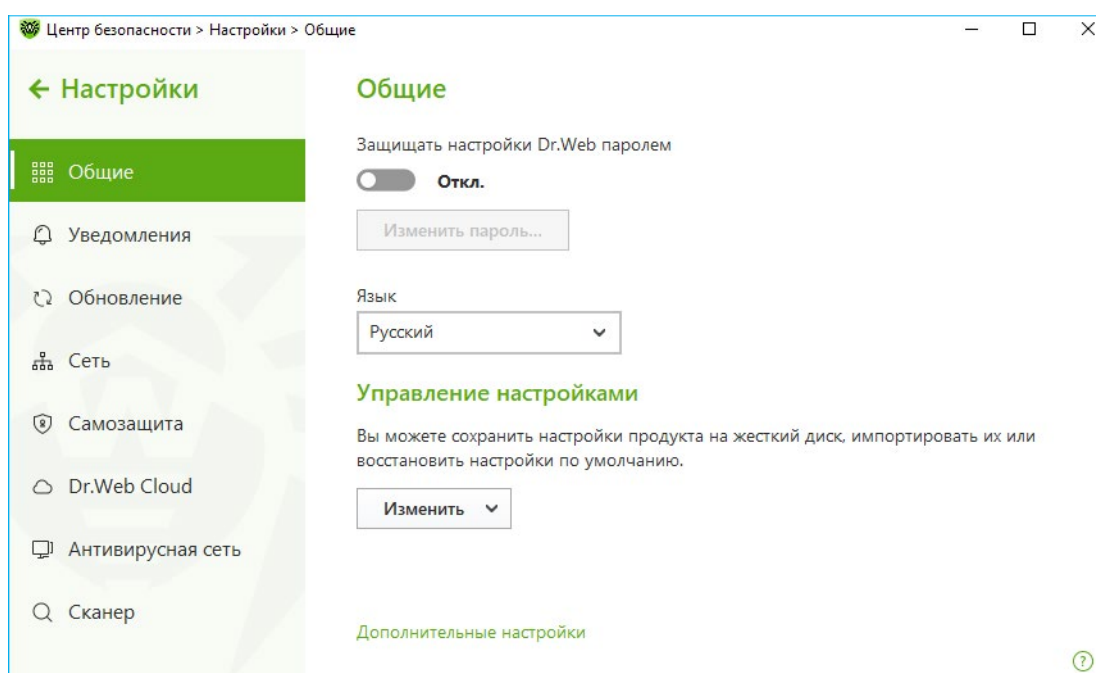 Центр безопасности > Настройки > Общие
Настройки
Общие
Уведомления
Обновление
Сеть
Самозащита
Dr.Web Cloud
Антивирусная сеть
Сканер
Общие
Защищать настройки Dr.Web паролем
Откл.
Изменить пароль...
Язык
Русский
Управление настройками
Вы можете сохранить настройки продукта на жесткий диск, импортировать их или
восстановить настройки по умолчанию.
Изменить
Дополнительные настройки
?